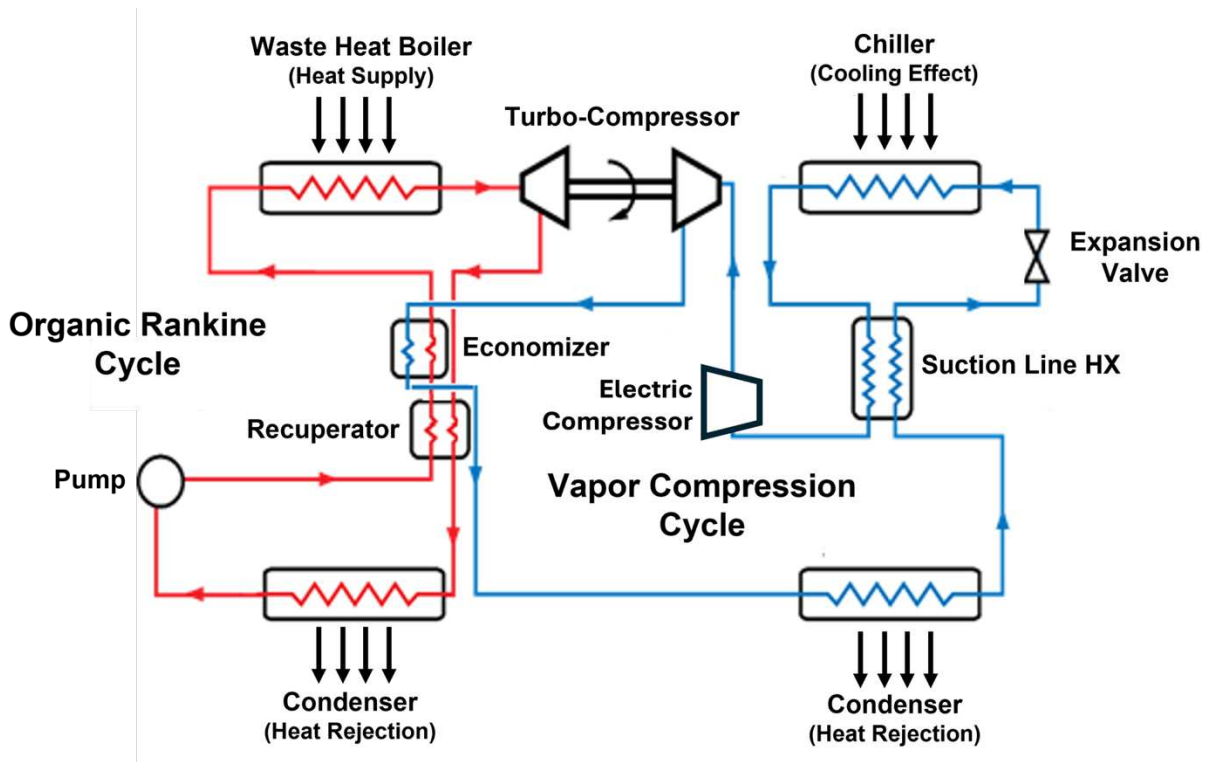 Waste Heat Boiler
(Heat Supply)
Chiller
(Cooling Effect)
Turbo-Compressor
Expansion
Valve
Organic Rankine
Cycle
Economizer
Suction Line HX
Electric
Compressor
Recuperator
Pump
Vapor Compression
Cycle
Condenser
(Heat Rejection)
Condenser
(Heat Rejection)